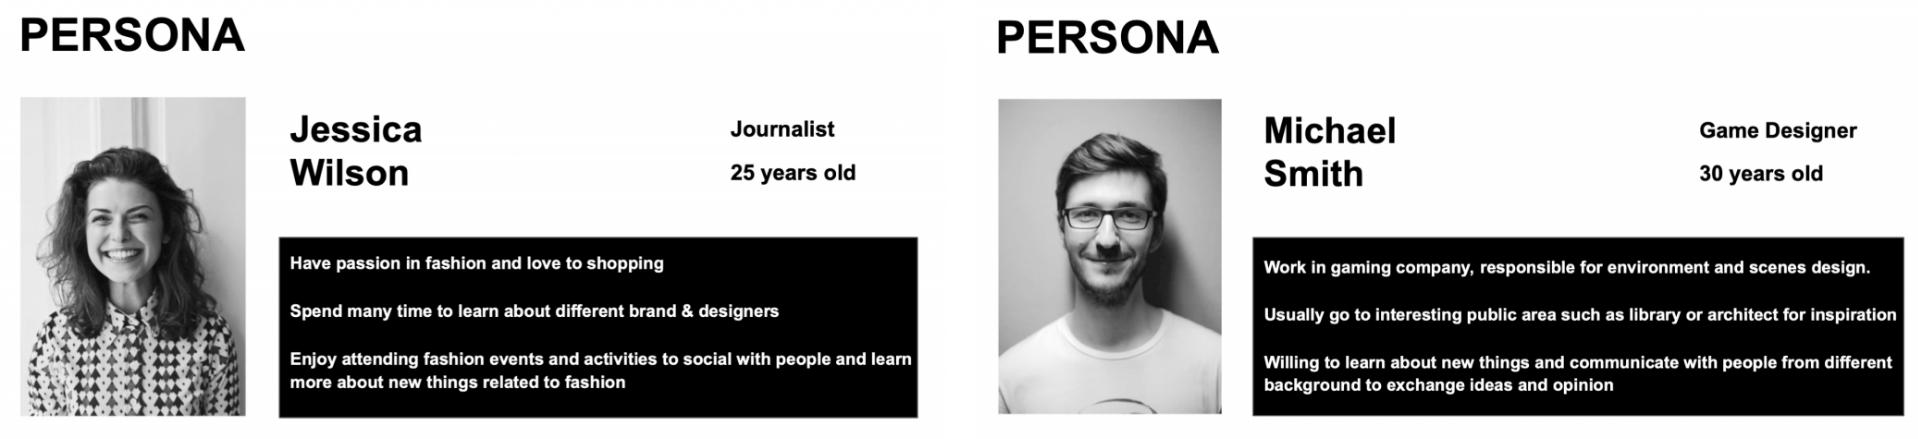 PERSONA
Jessica
Wilson
Journalist
25 years old
Have passion in fashion and love to shopping
Spend many time to learn about different brand & designers
Enjoy attending fashion events and activities to social with people and learn
more about new things related to fashion
PERSONA
Michael
Smith
Game Designer
30 years old
Work in gaming company, responsible for environment and scenes design.
Usually go to interesting public area such as library or architect for inspiration
Willing to learn about new things and communicate with people from different
background to exchange ideas and opinion